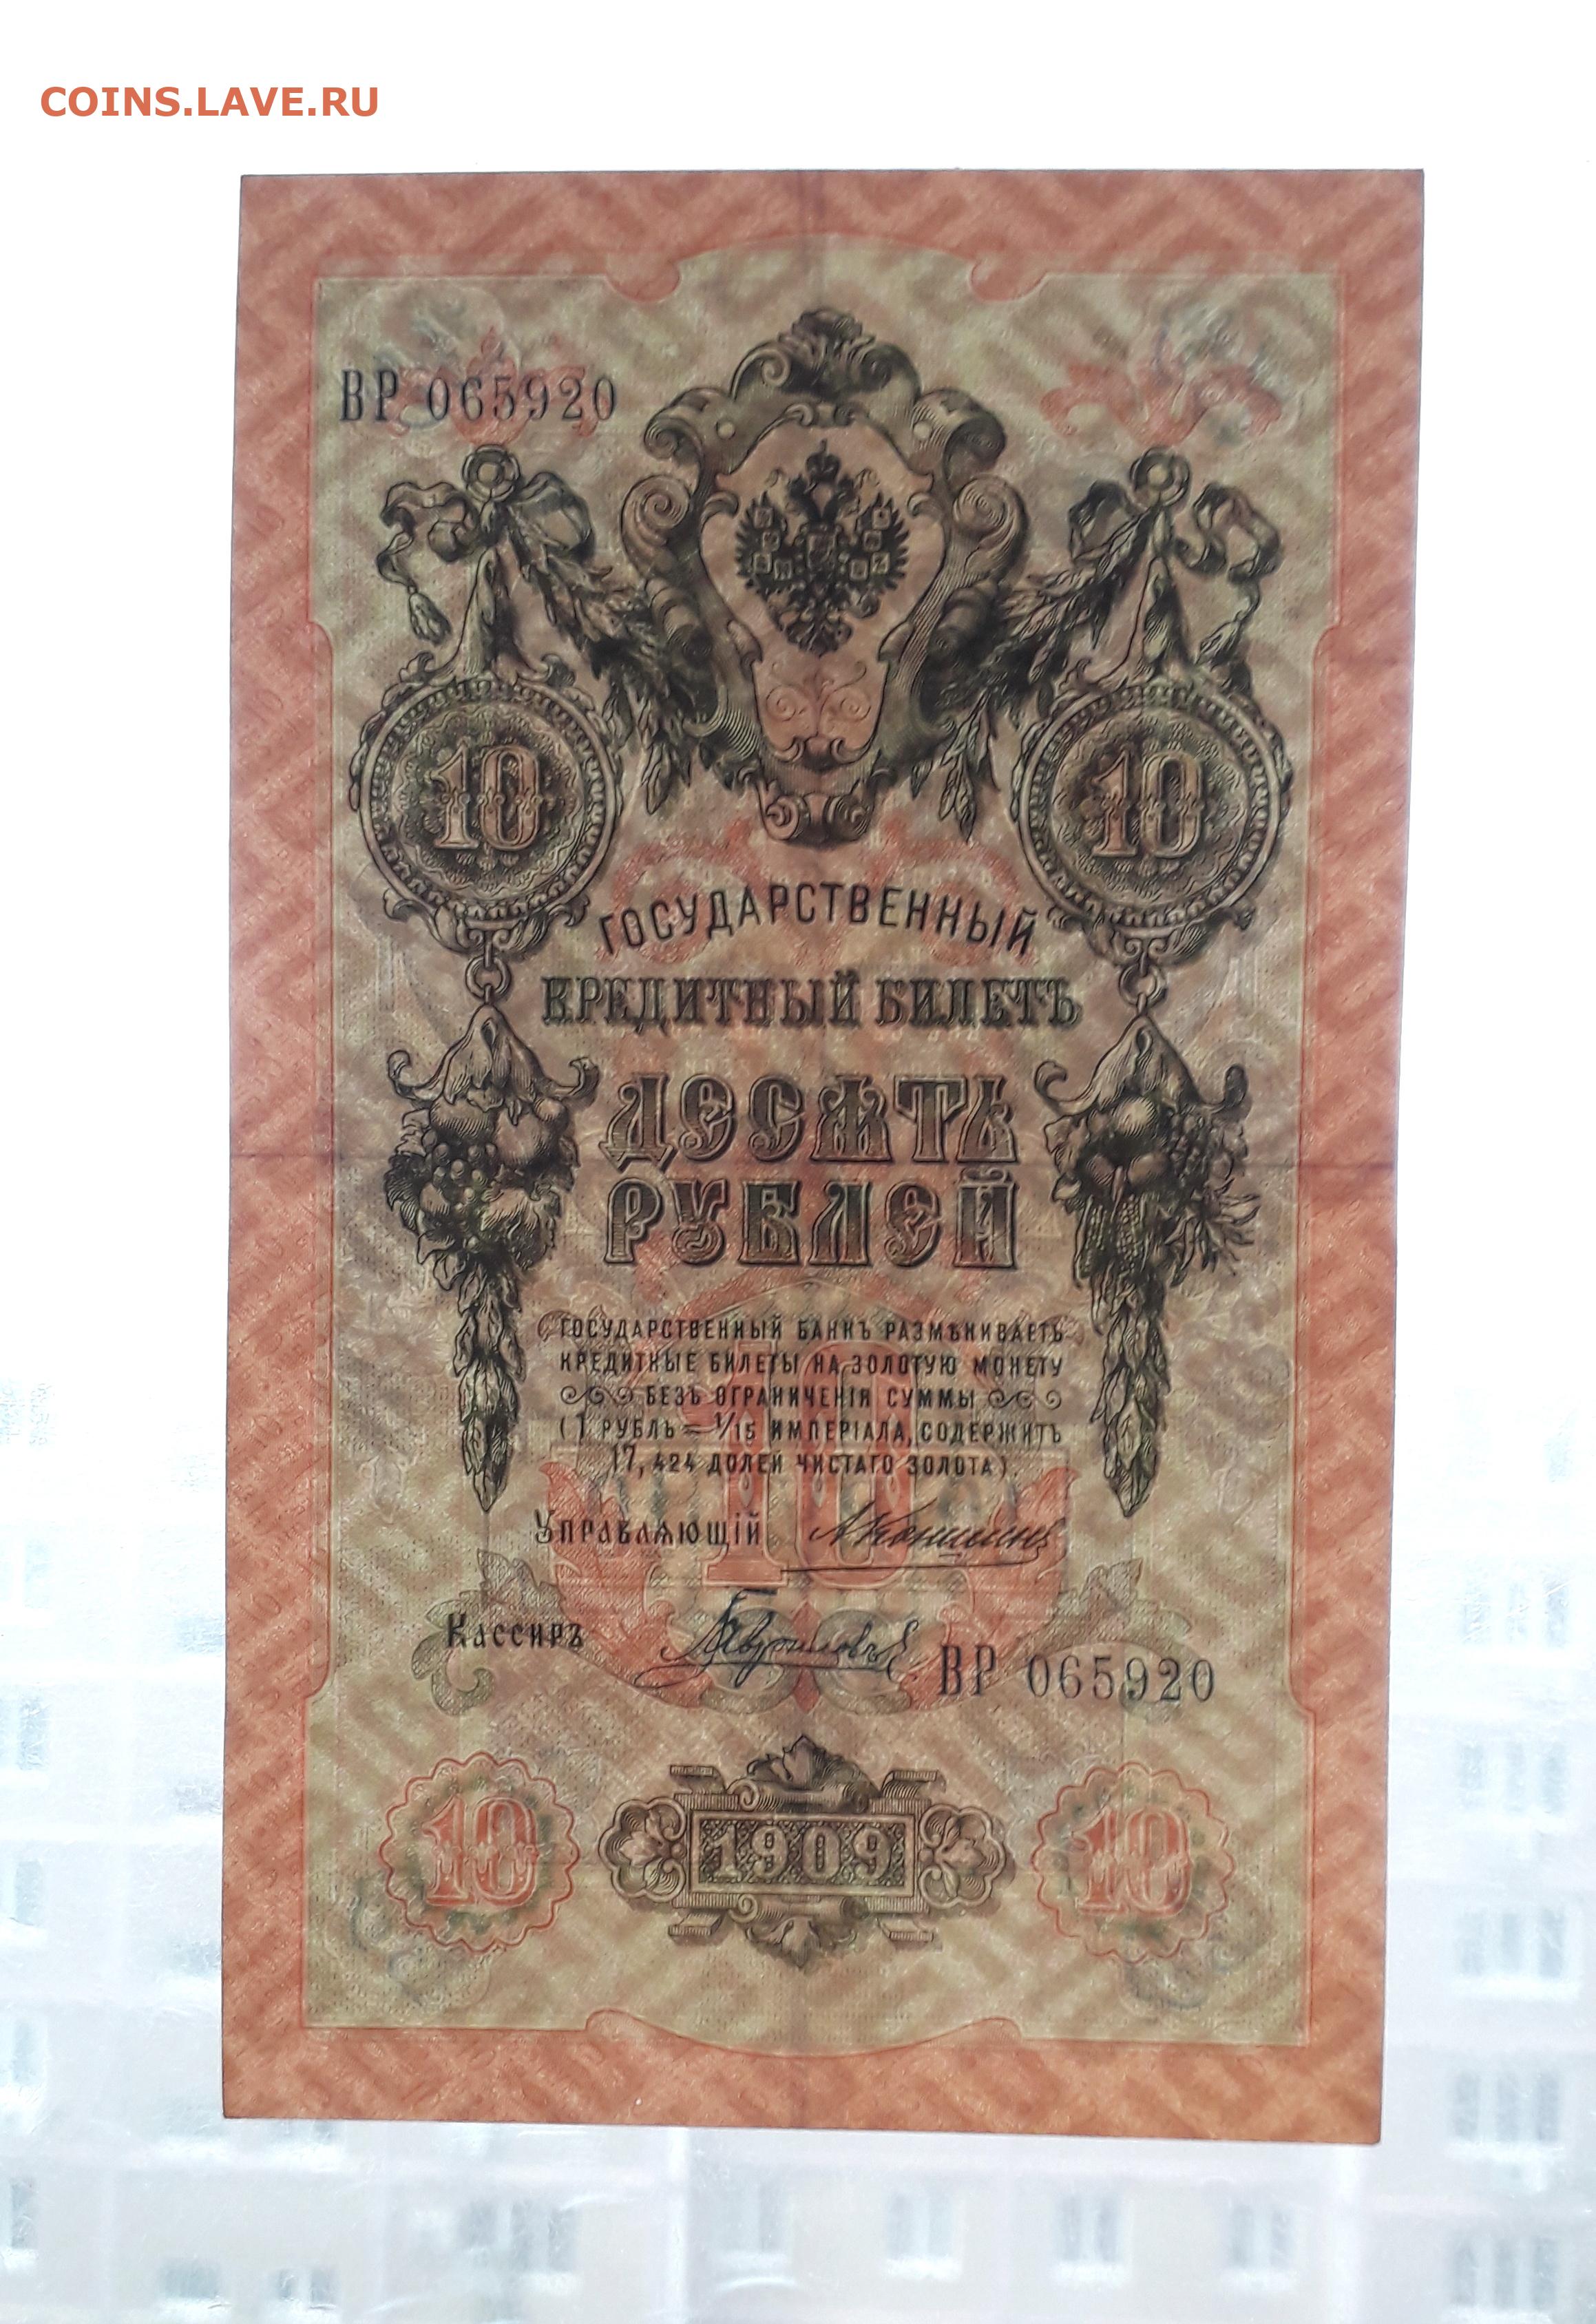 COINS.LAVE.RU
ВР 065920
10 10
ГОСУДАРСТВЕННЫЙ
КРЕДИТНЫЙ БИЛЕТЪ
ДЕСЯТЬ
РУБЛЕЙ
ГОСУДАРСТВЕННЫЙ БАНКЪ РАЗМѢНИВАЕТЪ
КРЕДИТНЫЕ БИЛЕТЫ НА ЗОЛОТУЮ МОНЕТУ
БЕЗЪ ОГРАНИЧЕНІЯ СУММЫ
(1 РУБЛЬ = 1/15 ИМПЕРІАЛА, СОДЕРЖИТЪ
17,424 ДОЛЕЙ ЧИСТАГО ЗОЛОТА).
10
Управляющій АКоншинъ
Кассиръ
ВР 065920
10 1909 10